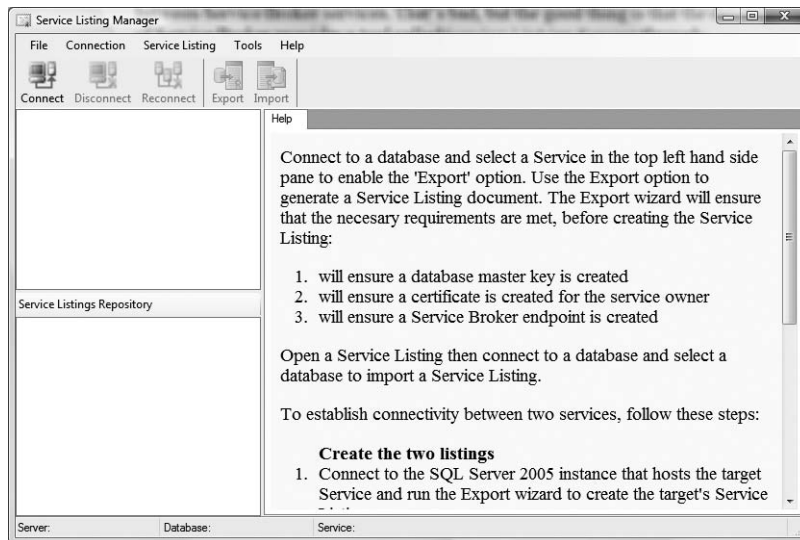 Service Listing Manager
File Connection Service Listing Tools Help
Connect Disconnect Reconnect Export Import
Help
Connect to a database and select a Service in the top left hand side
pane to enable the 'Export' option. Use the Export option to
generate a Service Listing document. The Export wizard will ensure
that the necesary requirements are met, before creating the Service
Listing:
1. will ensure a database master key is created
2. will ensure a certificate is created for the service owner
3. will ensure a Service Broker endpoint is created
Service Listings Repository
Open a Service Listing then connect to a database and select a
database to import a Service Listing.
To establish connectivity between two services, follow these steps:
Create the two listings
1. Connect to the SQL Server 2005 instance that hosts the target
Service and run the Export wizard to create the target's Service
Server: Database: Service: